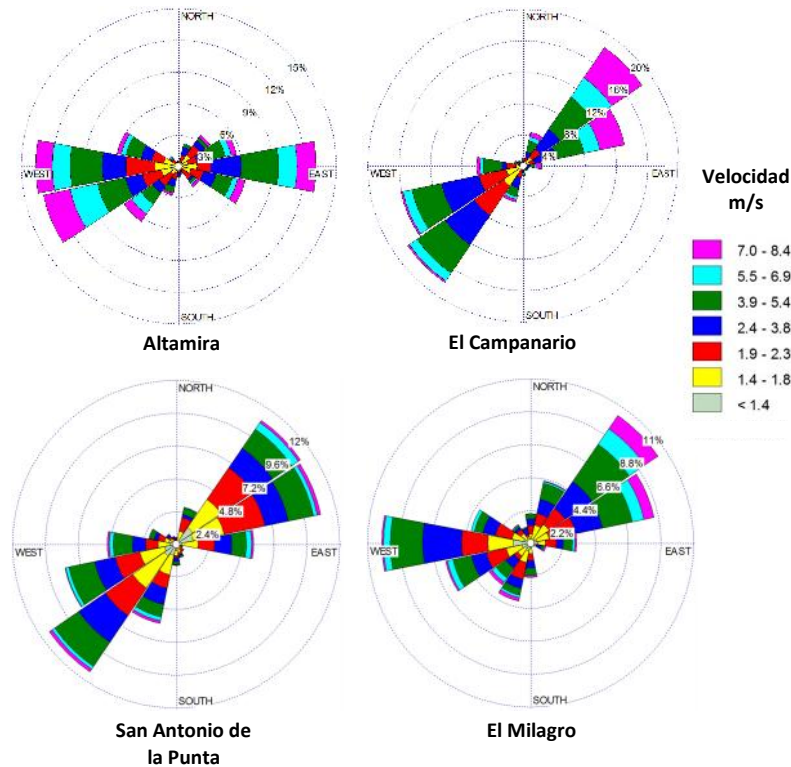 NORTH
15%
12%
9%
6%
3%
WEST
EAST
SOUTH
Altamira
NORTH
20%
16%
12%
8%
4%
WEST
EAST
SOUTH
El Campanario
Velocidad
m/s
7.0 - 8.4
5.5 - 6.9
3.9 - 5.4
2.4 - 3.8
1.9 - 2.3
1.4 - 1.8
< 1.4
NORTH
12%
9.6%
7.2%
4.8%
2.4%
WEST
EAST
SOUTH
San Antonio de
la Punta
NORTH
11%
8.8%
6.6%
4.4%
2.2%
WEST
EAST
SOUTH
El Milagro